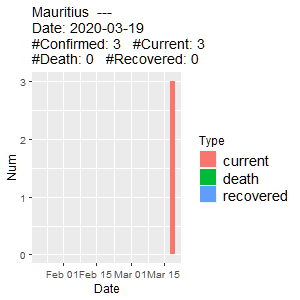 Mauritius  ---
Date: 2020-03-19
#Confirmed: 3   #Current: 3
#Death: 0   #Recovered: 0
3
2
1
0
Num
Feb 01 Feb 15 Mar 01 Mar 15
Date
Type
current
death
recovered